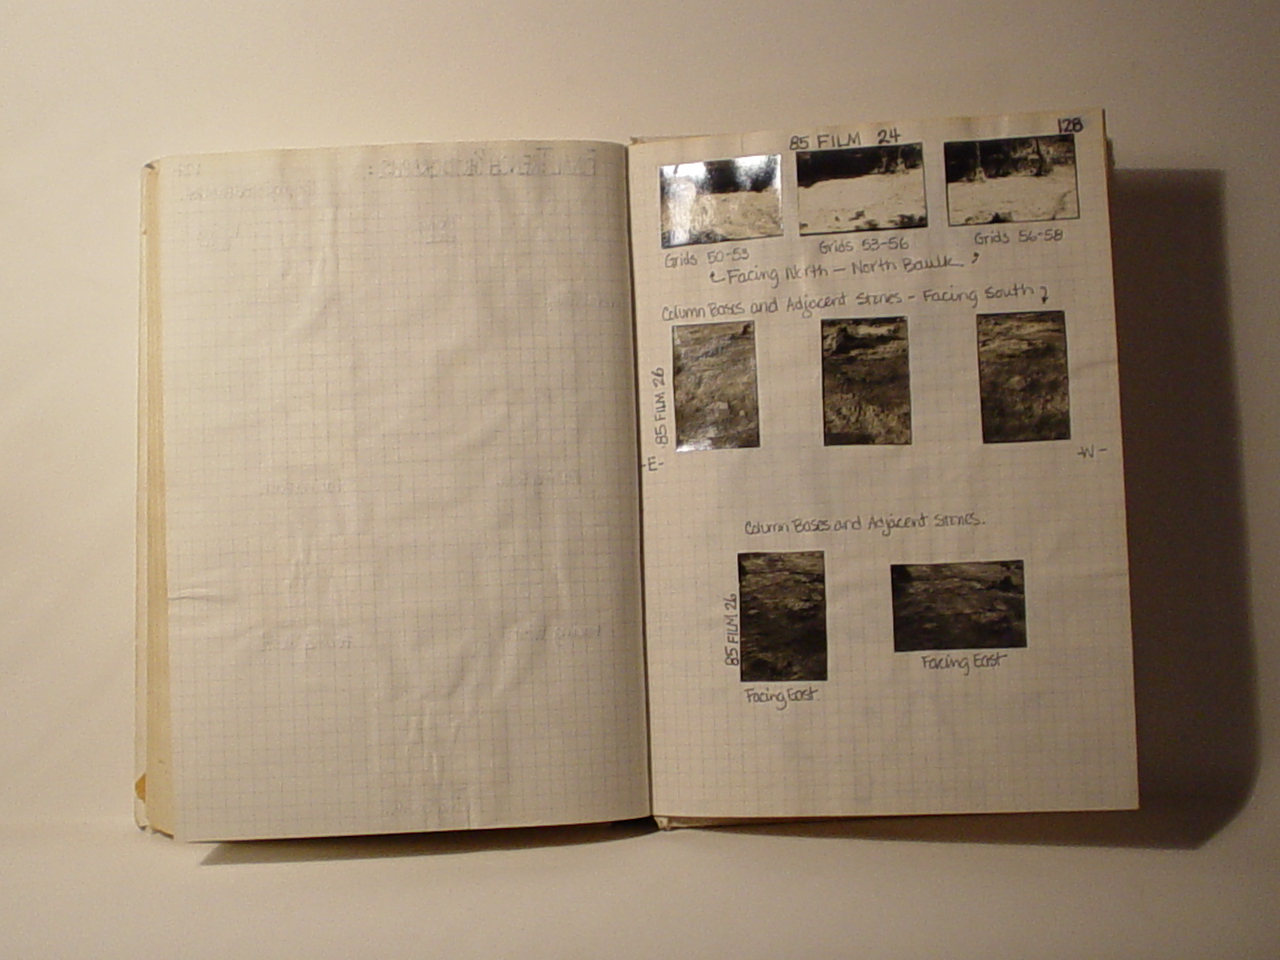 128
85 FILM 24
Grids 50-53
Grids 53-56
Grids 56-58
Facing North - North Baulk
Column Bases and Adjacent Stones - Facing South
85 FILM 26
-E-
-W-
Column Bases and Adjacent Stones.
85 FILM 26
Facing East
Facing East